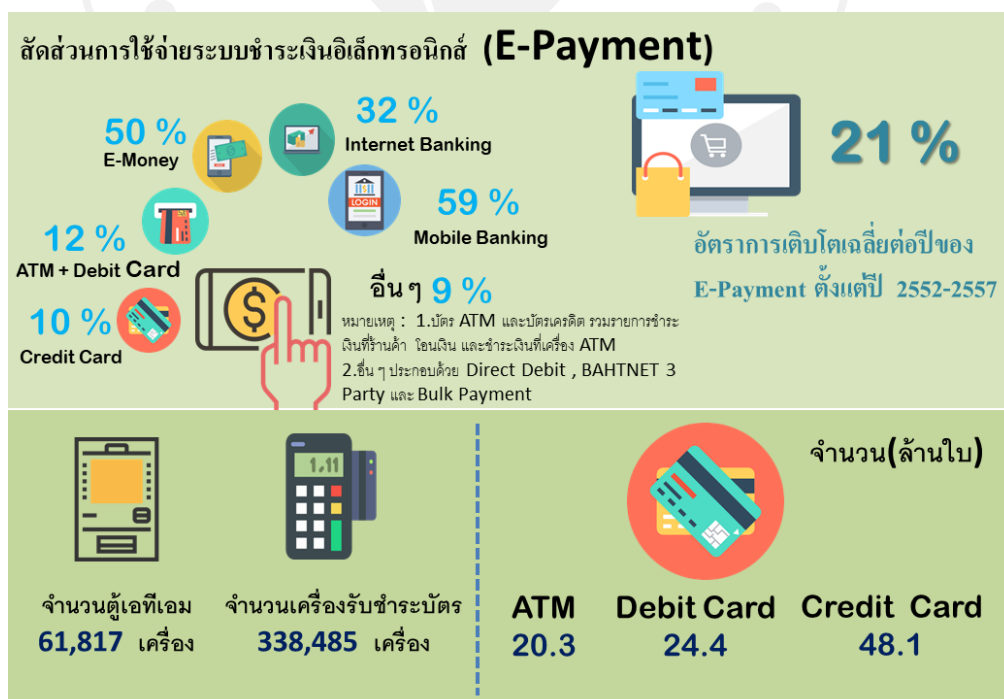 สัดส่วนการใช้จ่ายระบบชำระเงินอิเล็กทรอนิกส์ (E-Payment)
50 %
E-Money
32 %
Internet Banking
59 %
Mobile Banking
12 %
ATM + Debit Card
10 %
Credit Card
LOGIN
อื่น ๆ 9 %
หมายเหตุ : 1.บัตร ATM และบัตรเครดิต รวมรายการชำระ
เงินที่ร้านค้า โอนเงิน และชำระเงินที่เครื่อง ATM
2.อื่น ๆ ประกอบด้วย Direct Debit , BAHTNET 3
Party และ Bulk Payment
21 %
อัตราการเติบโตเฉลี่ยต่อปีของ
E-Payment ตั้งแต่ปี 2552-2557
1.11
จำนวนตู้เอทีเอม
61,817 เครื่อง
จำนวนเครื่องรับชำระบัตร
338,485 เครื่อง
จำนวน(ล้านใบ)
ATM Debit Card Credit Card
20.3 24.4 48.1